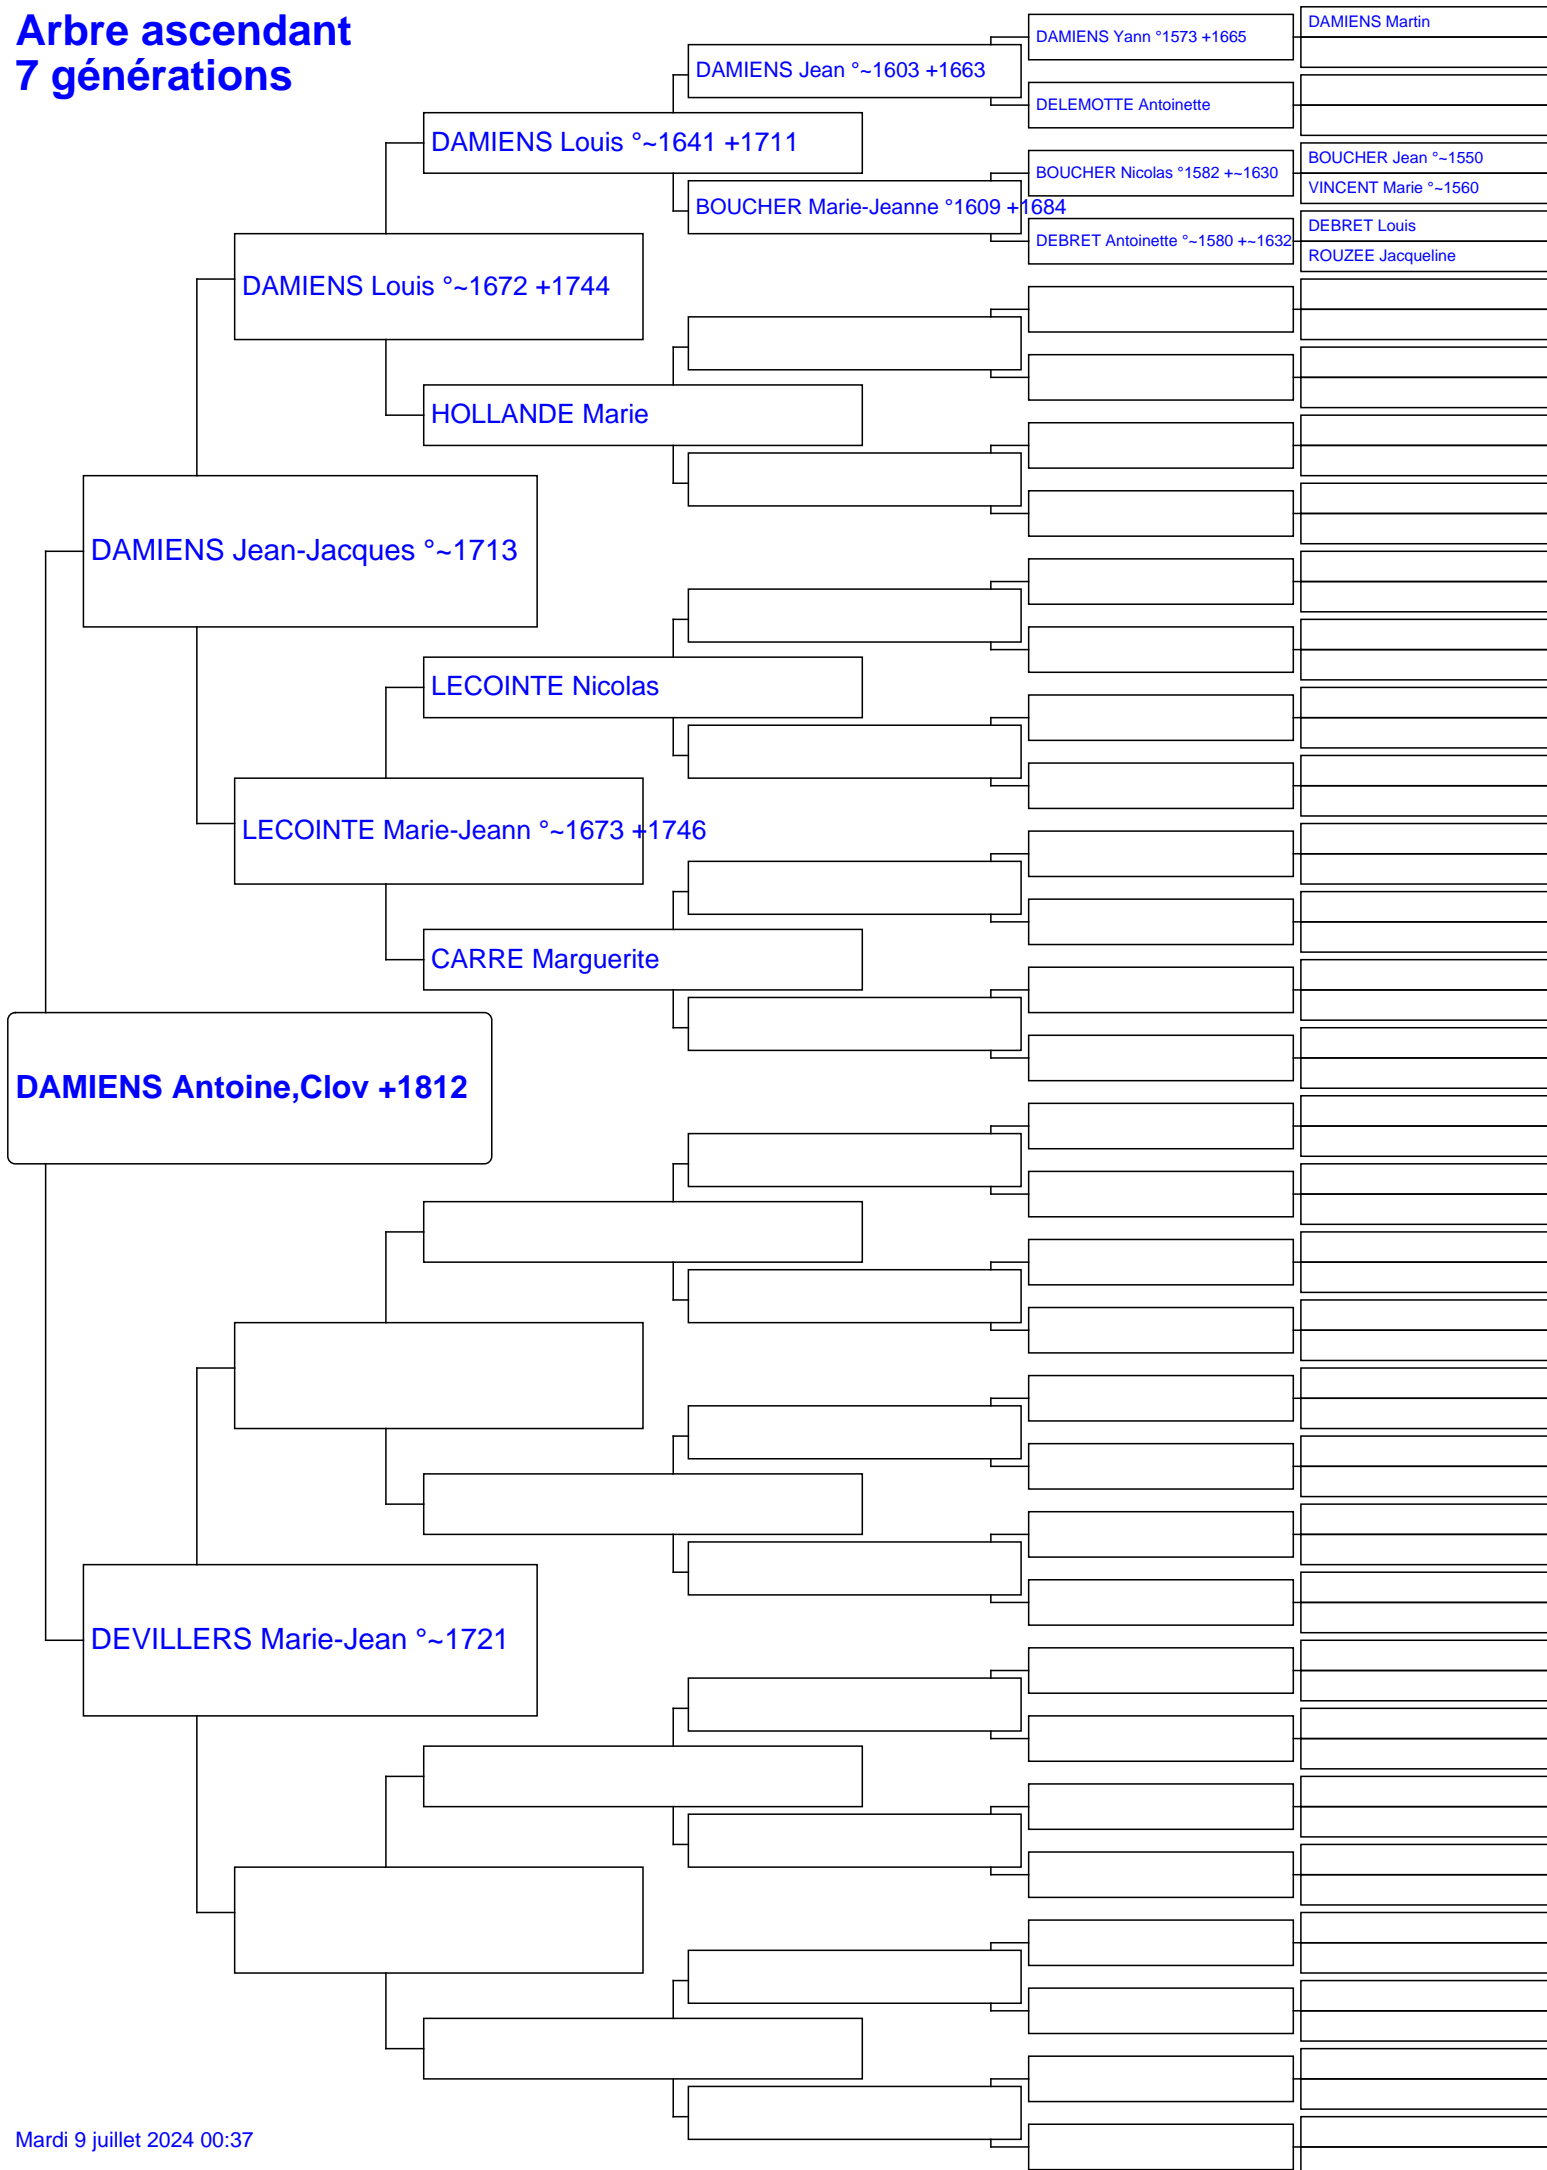 Arbre ascendant
7 générations
DAMIENS Martin
DAMIENS Yann °1573 +1665
DAMIENS Jean °~1603 +1663
DELEMOTTE Antoinette
DAMIENS Louis °~1641 +1711
BOUCHER Jean °~1550
BOUCHER Nicolas °1582 +~1630
VINCENT Marie °~1560
BOUCHER Marie-Jeanne °1609 +1684
DEBRET Louis
DEBRET Antoinette °~1580 +~1632
ROUZEE Jacqueline
DAMIENS Louis °~1672 +1744
HOLLANDE Marie
DAMIENS Jean-Jacques °~1713
LECOINTE Nicolas
LECOINTE Marie-Jeann °~1673 +1746
CARRE Marguerite
DAMIENS Antoine,Clov +1812
DEVILLERS Marie-Jean °~1721
Mardi 9 juillet 2024 00:37